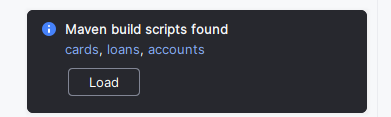 Maven build scripts found
cards, loans, accounts
Load